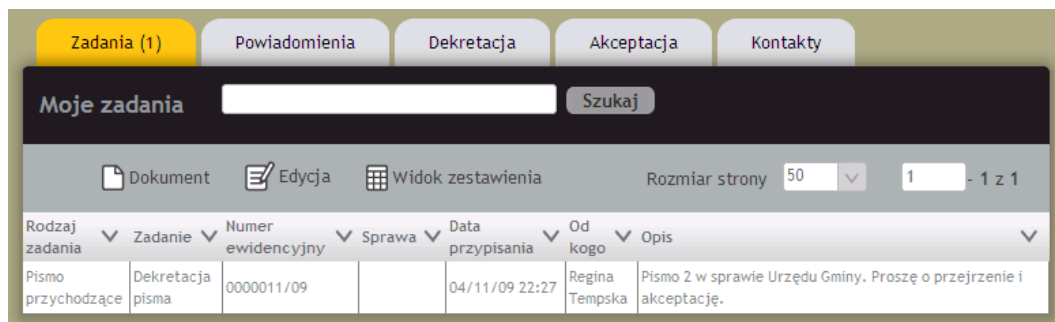 Zadania (1) Powiadomienia Dekretacja Akceptacja Kontakty
Moje zadania Szukaj
Dokument Edycja Widok zestawienia Rozmiar strony 50 1 - 1 z 1
Rodzaj zadania Zadanie Numer ewidencyjny Sprawa Data przypisania Od kogo Opis
Pismo przychodzące Dekretacja pisma 0000011/09 04/11/09 22:27 Regina Tempska Pismo 2 w sprawie Urzędu Gminy. Proszę o przejrzenie i
akceptację.